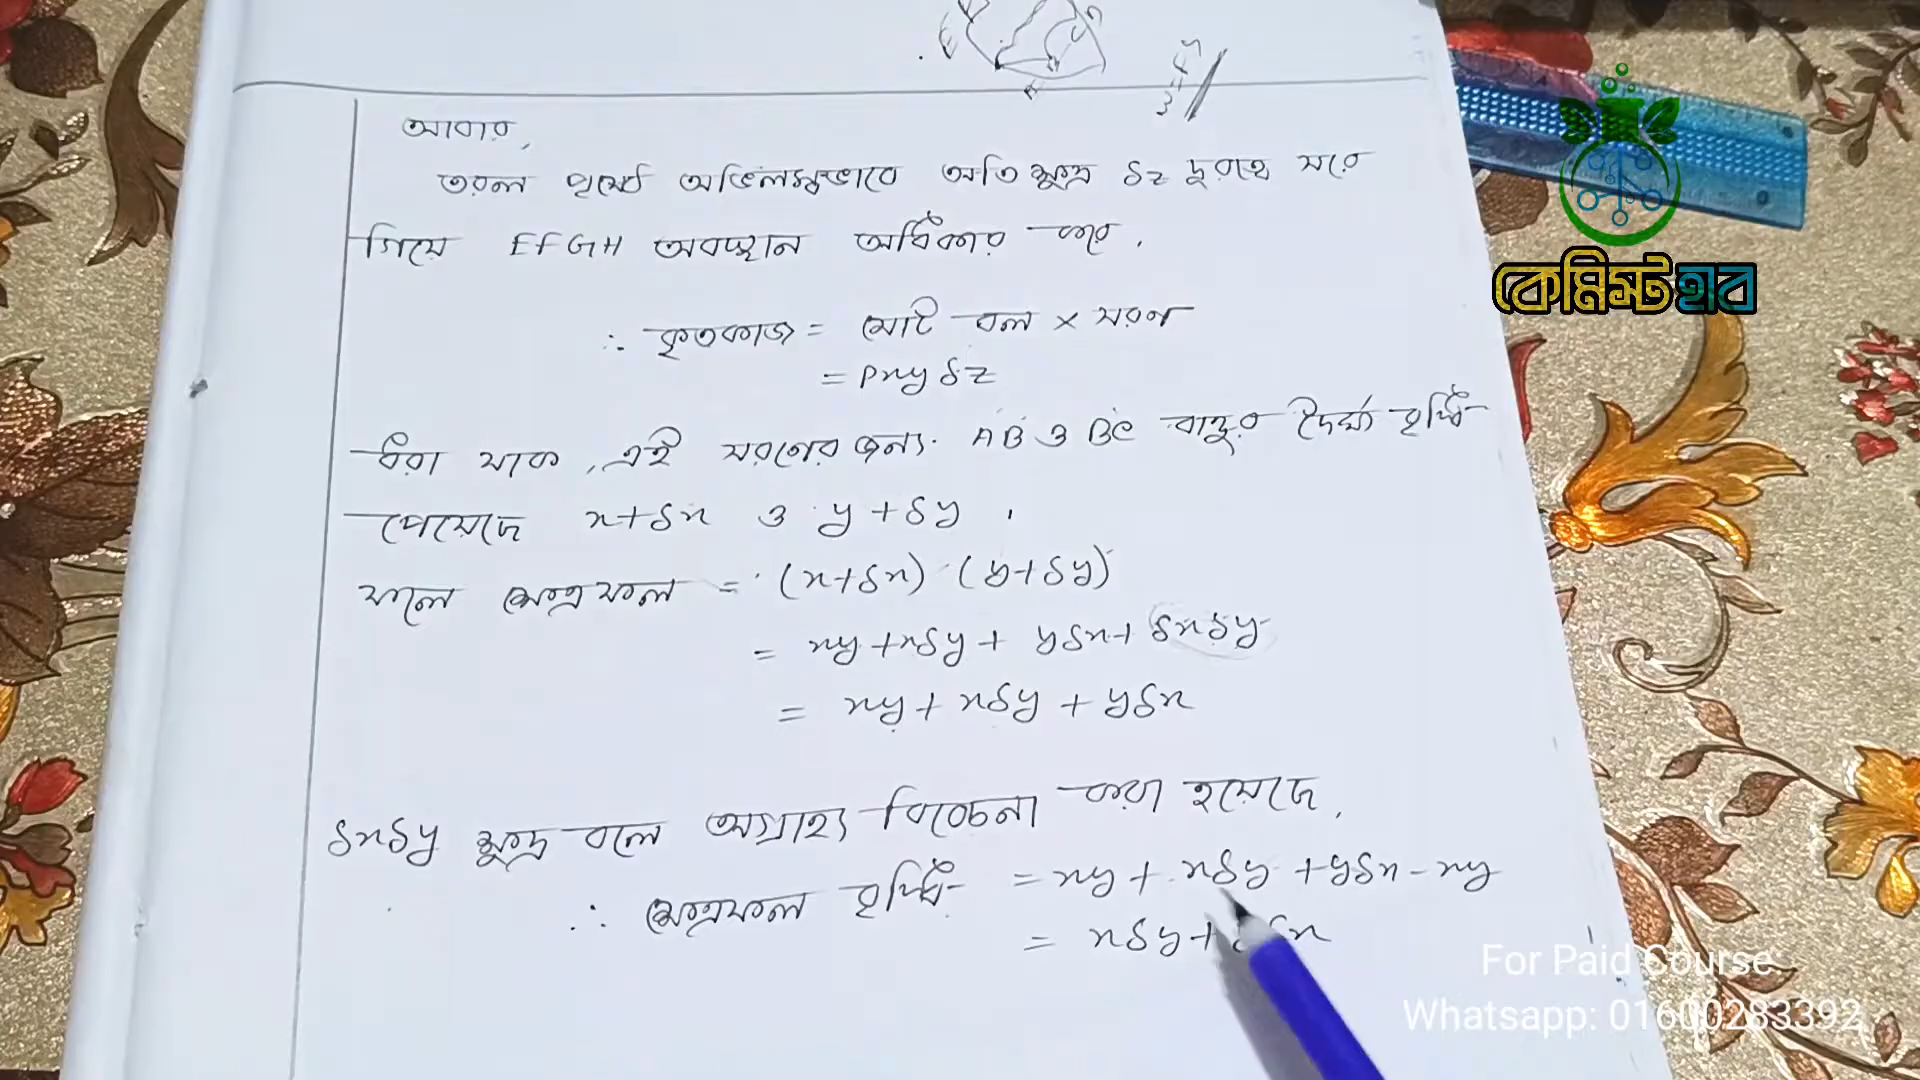 আবার,
তরল পৃষ্ঠে অভিলম্বভাবে অতি ক্ষুদ্র δz দূরত্বে সরে
গিয়ে EFGH অবস্থান অধিকার করে,
∴ কৃতকাজ = মোট বল × সরণ
= pxy δz
ধরা যাক, এই সরণের জন্য AB ও BC বাহুর দৈর্ঘ্য বৃদ্ধি
পেয়েছে x+δx ও y+δy ,
ফলে ক্ষেত্রফল = (x+δx) (y+δy)
= xy+xδy+ yδx+ δxδy
= xy+ xδy + yδx
δxδy ক্ষুদ্র বলে অগ্রাহ্য বিবেচনা করা হয়েছে,
∴ ক্ষেত্রফল বৃদ্ধি = xy + xδy +yδx - xy
= xδy+ δx
কেমিস্ট হাব
For Paid Course
Whatsapp: 01600283392